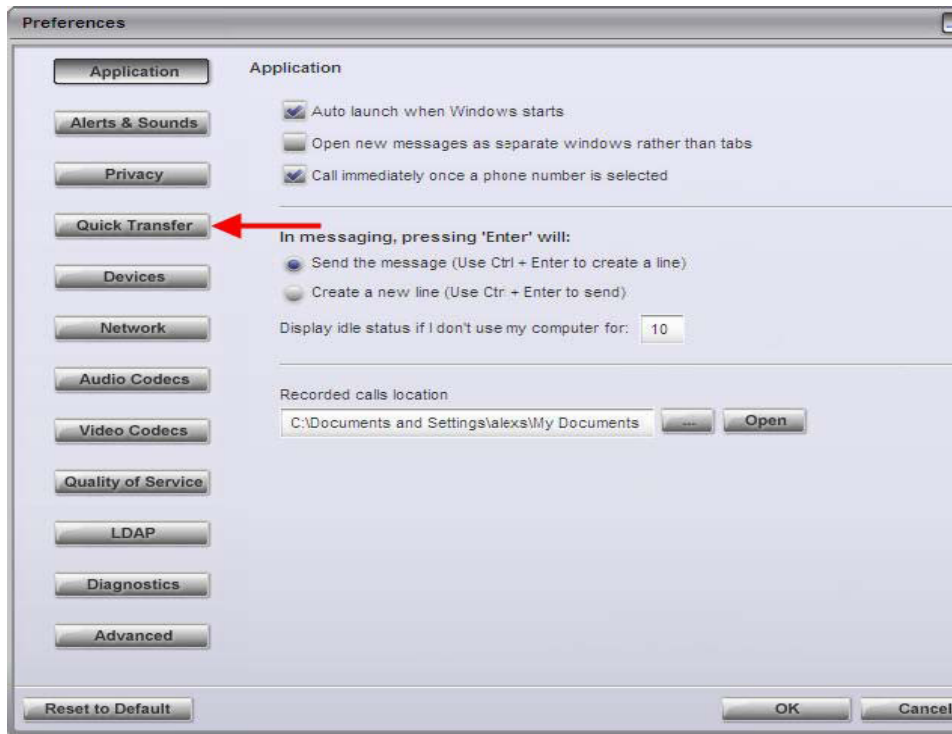 Preferences
Application
Alerts & Sounds
Privacy
Quick Transfer
Devices
Network
Audio Codecs
Video Codecs
Quality of Service
LDAP
Diagnostics
Advanced
Application
Auto launch when Windows starts
Open new messages as separate windows rather than tabs
Call immediately once a phone number is selected
In messaging, pressing 'Enter' will:
Send the message (Use Ctrl + Enter to create a line)
Create a new line (Use Ctrl + Enter to send)
Display idle status if I don't use my computer for: 10
Recorded calls location
C:\Documents and Settings\alexs\My Documents ... Open
Reset to Default OK Cancel